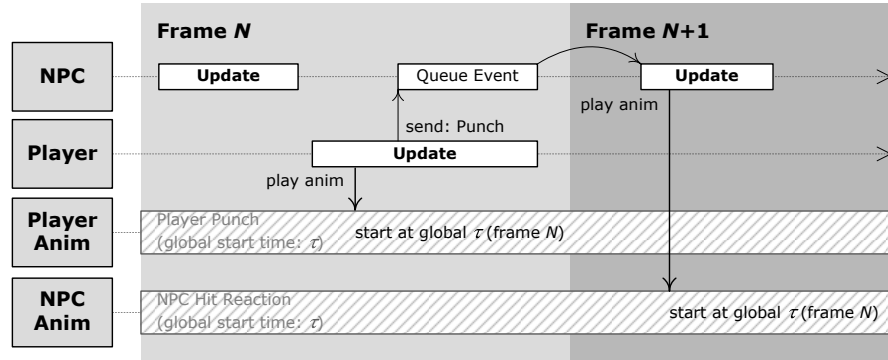 Frame N
Frame N+1
NPC
Update
Queue Event
Update
play anim
send: Punch
Player
Update
play anim
Player
Anim
Player Punch
(global start time: τ)
start at global τ (frame N)
NPC
Anim
NPC Hit Reaction
(global start time: τ)
start at global τ (frame N)